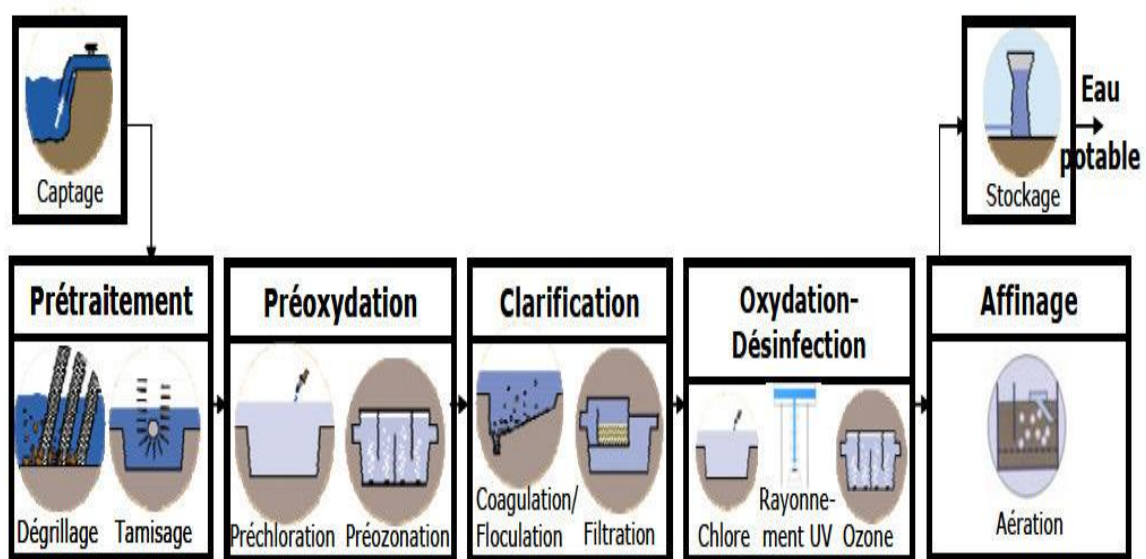 Captage
Stockage
Eau
potable
Prétraitement
Dégrillage
Tamisage
Préoxydation
Préchloration
Préozonation
Clarification
Coagulation/
Floculation
Filtration
Oxydation-
Désinfection
Chlore
Rayonne-
ment UV
Ozone
Affinage
Aération